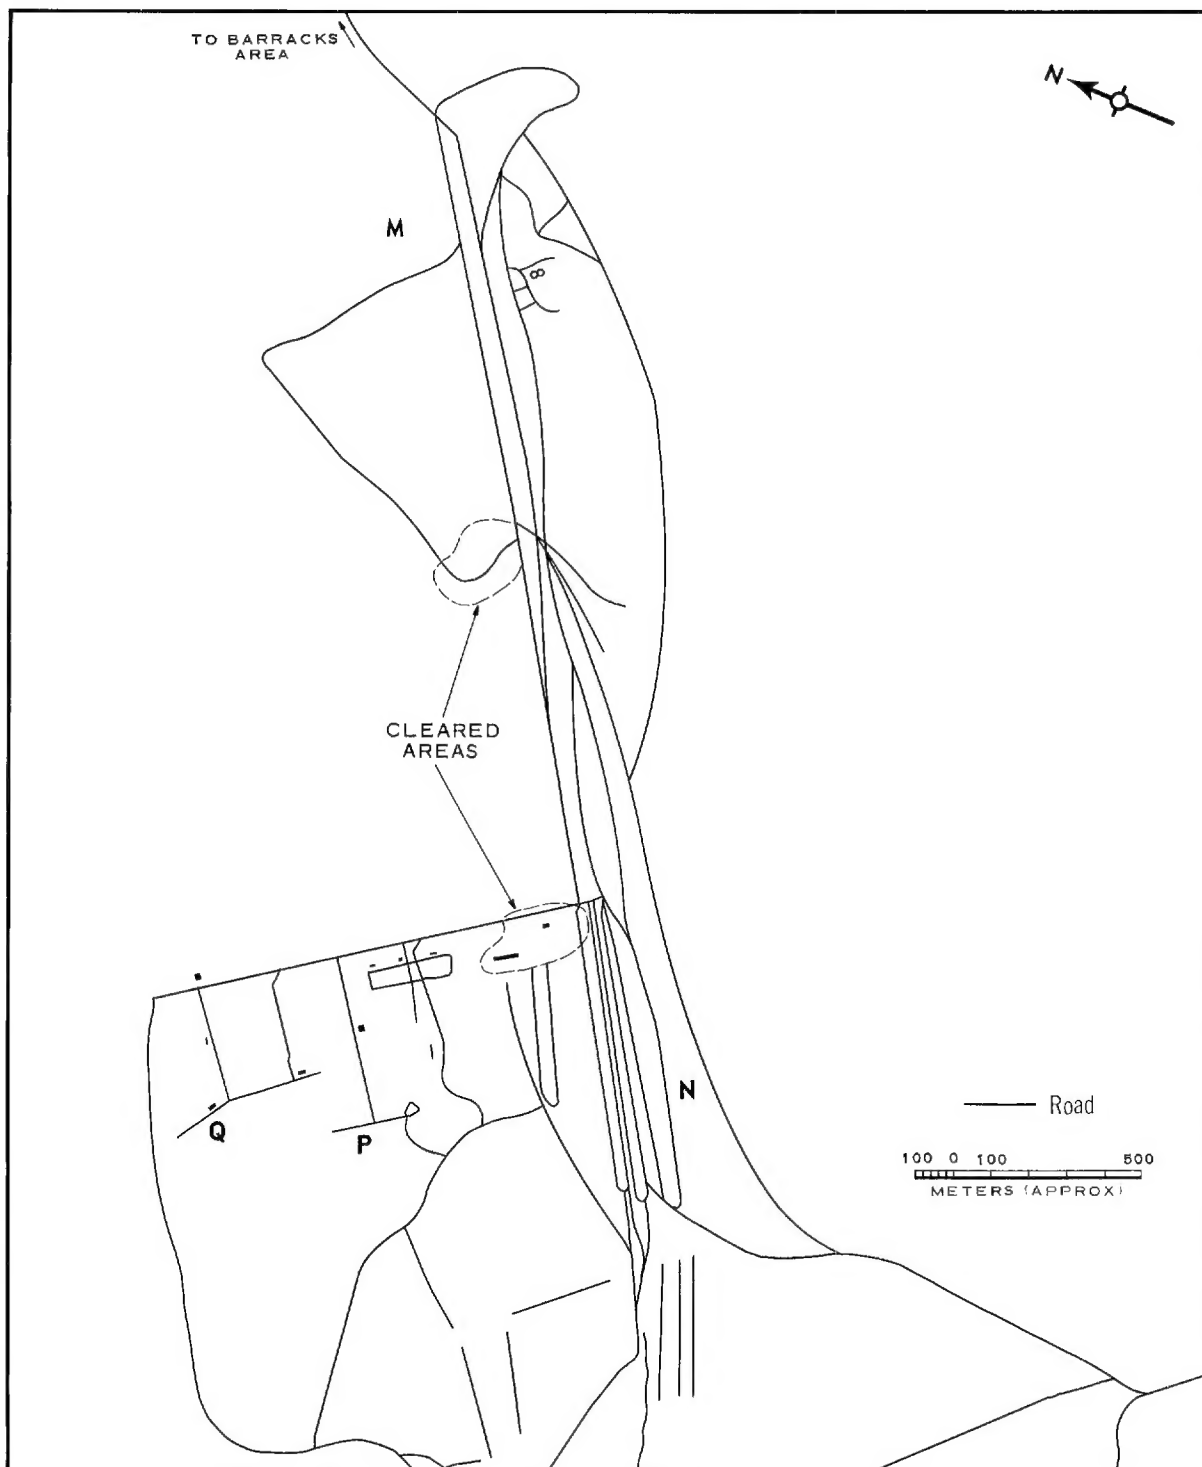 TO BARRACKS
AREA
N
M
8
CLEARED
AREAS
N
Q
P
Road
100 0 100 500
METERS (APPROX)